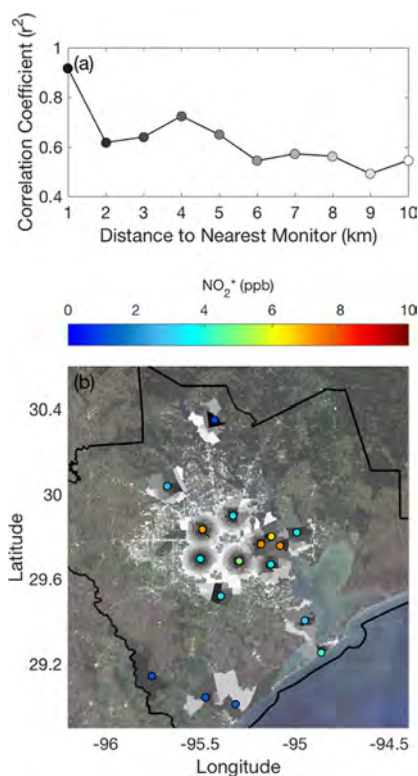 (a)
Correlation Coefficient (r²)
1
0.8
0.6
0.4
1 2 3 4 5 6 7 8 9 10
Distance to Nearest Monitor (km)
NO₂* (ppb)
0 2 4 6 8 10
(b)
Latitude
30.4
30
29.6
29.2
-96 -95.5 -95 -94.5
Longitude